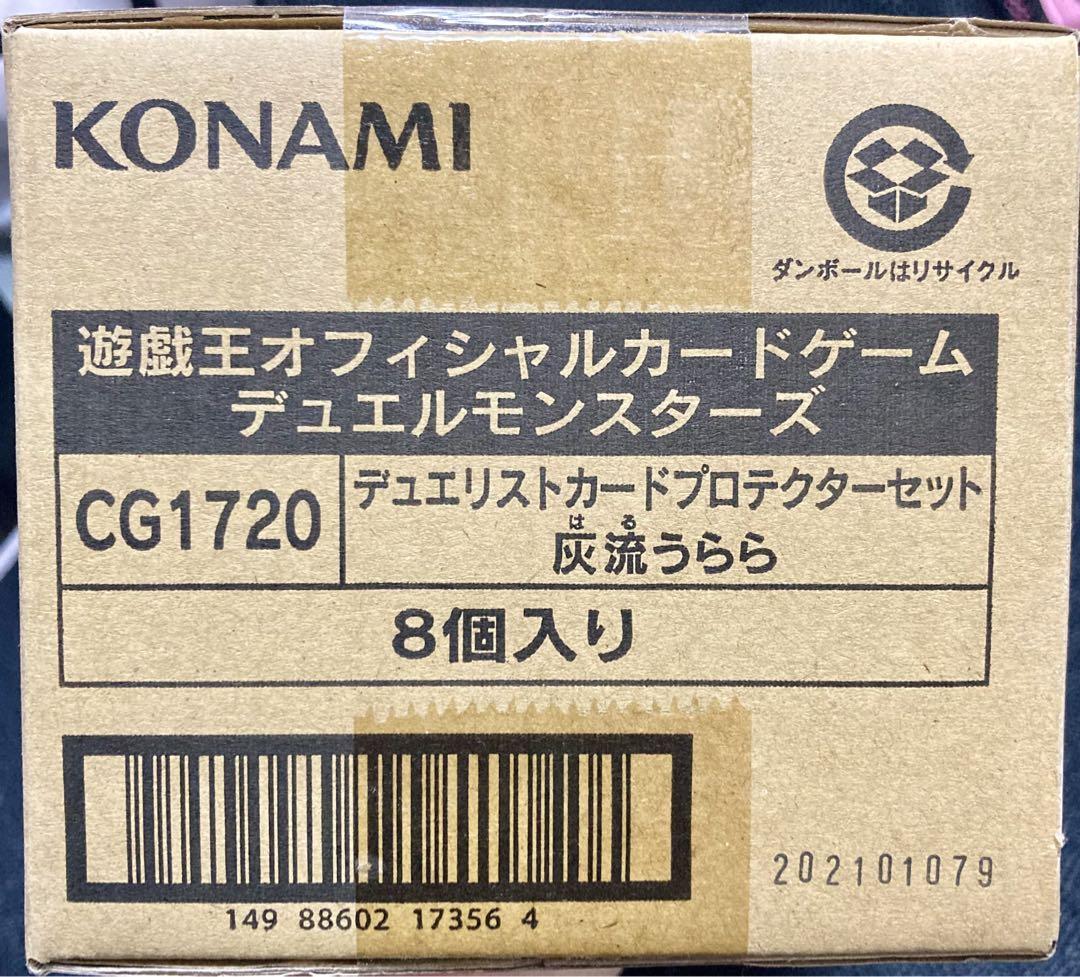 KONAMI
ダンボールはリサイクル
遊戯王オフィシャルカードゲーム
デュエルモンスターズ
CG1720
デュエリストカードプロテクターセット
はる
灰流うらら
8個入り
149 88602 17356 4
202101079